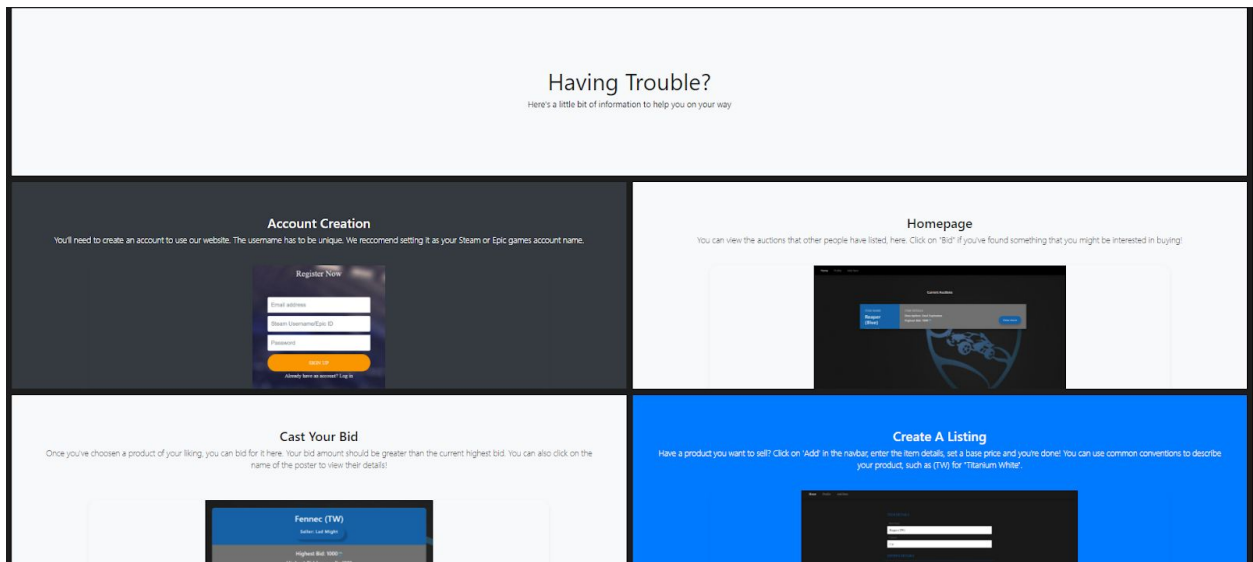 Having Trouble?
Here's a little bit of information to help you on your way
Account Creation
You'll need to create an account to use our website. The username has to be unique. We reccomend setting it as your Steam or Epic games account name.
Register Now
Email address
Steam Username/Epic ID
Password
SIGN UP
Already have an account? Log in
Homepage
You can view the auctions that other people have listed, here. Click on "Bid" if you've found something that you might be interested in buying!
Current Auctions
Reaper
(Blue)
Cast Your Bid
Once you've choosen a product of your liking, you can bid for it here. Your bid amount should be greater than the current highest bid. You can also click on the
name of the poster to view their details!
Fennec (TW)
Seller: Last Might
Highest Bid: 1000
Create A Listing
Have a product you want to sell? Click on 'Add' in the navbar, enter the item details, set a base price and you're done! You can use common conventions to describe
your product, such as (TW) for "Titanium White".